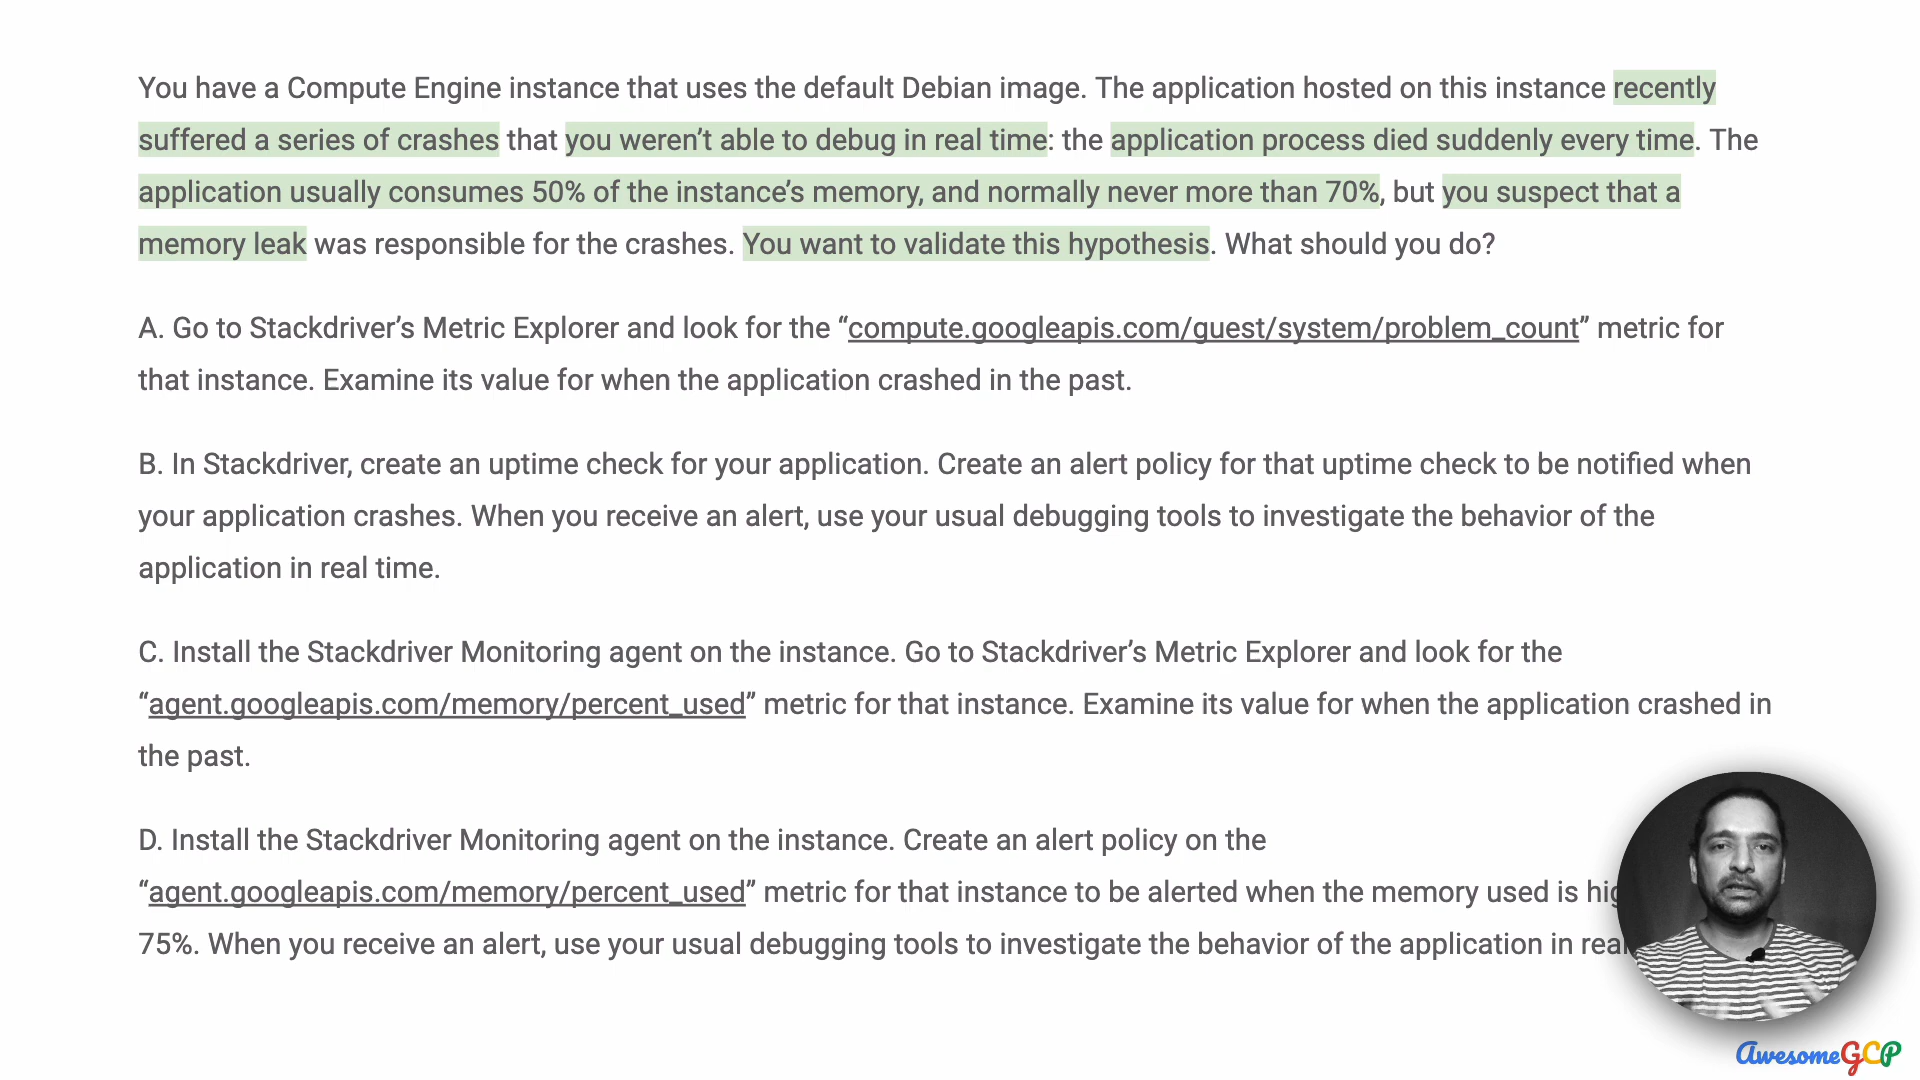 You have a Compute Engine instance that uses the default Debian image. The application hosted on this instance recently
suffered a series of crashes that you weren’t able to debug in real time: the application process died suddenly every time. The
application usually consumes 50% of the instance’s memory, and normally never more than 70%, but you suspect that a
memory leak was responsible for the crashes. You want to validate this hypothesis. What should you do?
A. Go to Stackdriver’s Metric Explorer and look for the “compute.googleapis.com/guest/system/problem_count” metric for
that instance. Examine its value for when the application crashed in the past.
B. In Stackdriver, create an uptime check for your application. Create an alert policy for that uptime check to be notified when
your application crashes. When you receive an alert, use your usual debugging tools to investigate the behavior of the
application in real time.
C. Install the Stackdriver Monitoring agent on the instance. Go to Stackdriver’s Metric Explorer and look for the
“agent.googleapis.com/memory/percent_used” metric for that instance. Examine its value for when the application crashed in
the past.
D. Install the Stackdriver Monitoring agent on the instance. Create an alert policy on the
“agent.googleapis.com/memory/percent_used” metric for that instance to be alerted when the memory used is
75%. When you receive an alert, use your usual debugging tools to investigate the behavior of the application in
AwesomeGCP